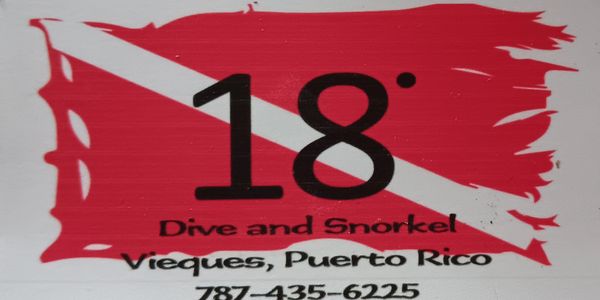 18°
Dive and Snorkel
Vieques, Puerto Rico
787-435-6225